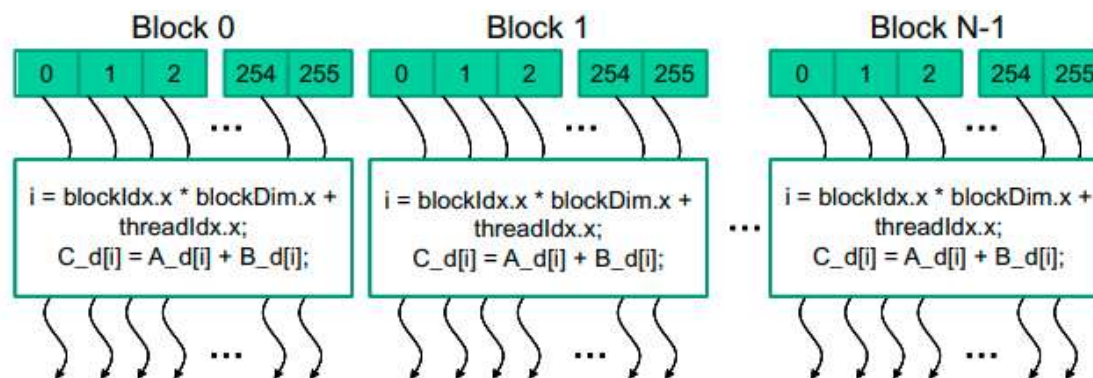 Block 0
0 1 2 254 255
...
i = blockIdx.x * blockDim.x +
threadIdx.x;
C_d[i] = A_d[i] + B_d[i];
...
Block 1
0 1 2 254 255
...
i = blockIdx.x * blockDim.x +
threadIdx.x;
C_d[i] = A_d[i] + B_d[i];
...
...
Block N-1
0 1 2 254 255
...
i = blockIdx.x * blockDim.x +
threadIdx.x;
C_d[i] = A_d[i] + B_d[i];
...